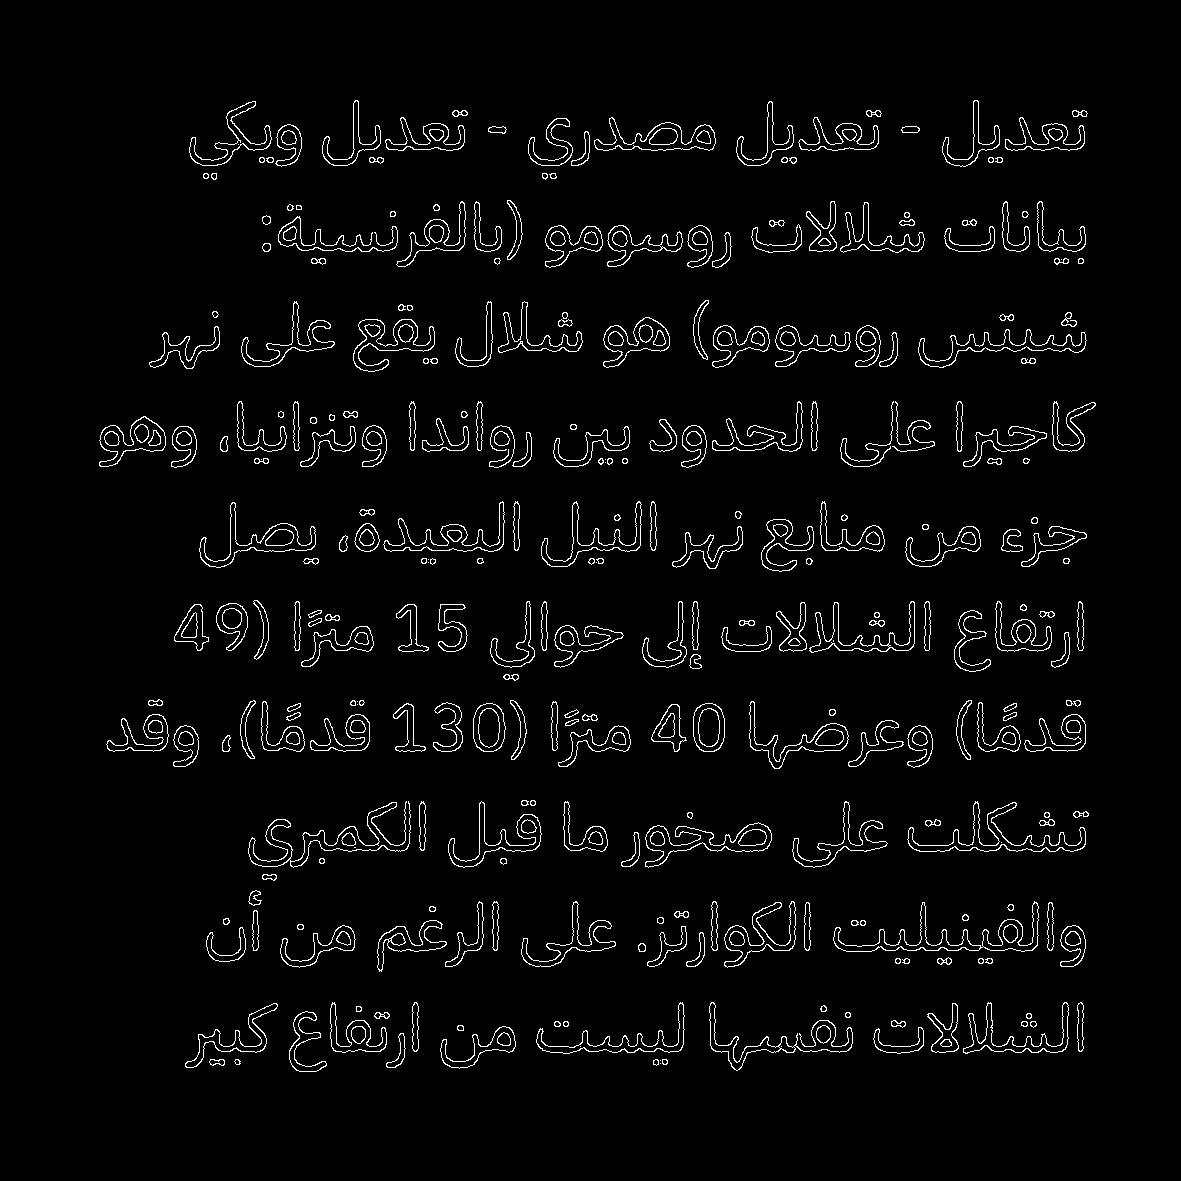 تعديل - تعديل مصدري - تعديل ويكي
بيانات شلالات روسومو (بالفرنسية:
شيتس روسومو) هو شلال يقع على نهر
كاجيرا على الحدود بين رواندا وتنزانيا، وهو
جزء من منابع نهر النيل البعيدة، يصل
ارتفاع الشلالات إلى حوالي 15 مترًا (49
قدمًا) وعرضها 40 مترًا (130 قدمًا)، وقد
تشكلت على صخور ما قبل الكمبري
والفينيليت الكوارتز. على الرغم من أن
الشلالات نفسها ليست من ارتفاع كبير